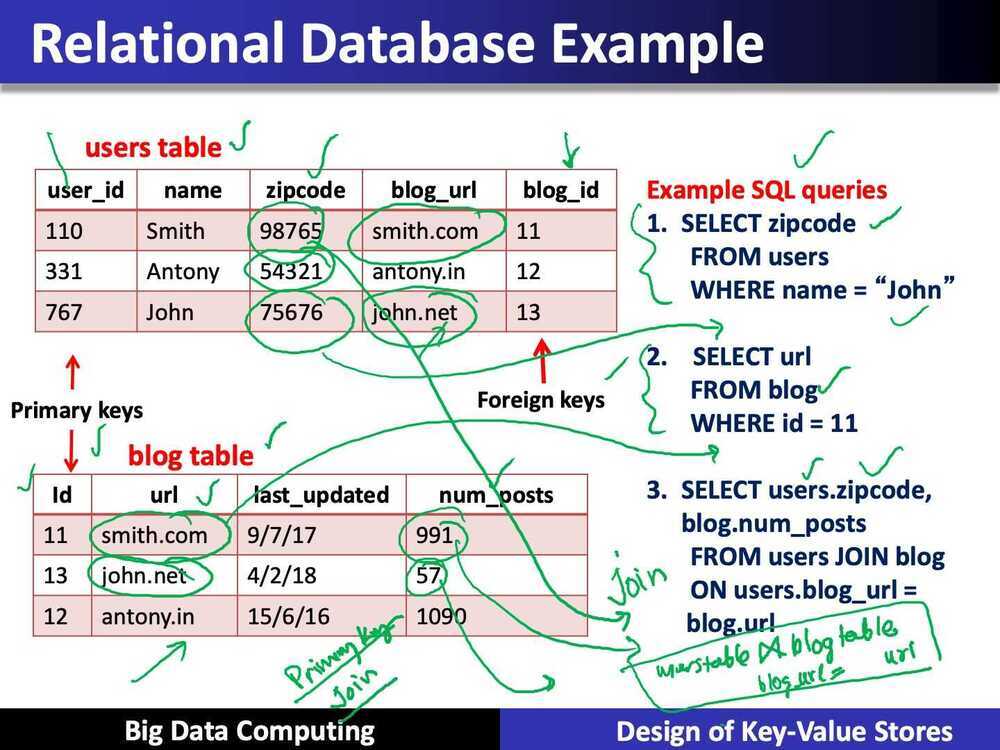 Relational Database Example
users table
user_id name zipcode blog_url blog_id
110 Smith 98765 smith.com 11
331 Antony 54321 antony.in 12
767 John 75676 john.net 13
Primary keys
Foreign keys
blog table
Id url last_updated num_posts
11 smith.com 9/7/17 991
13 john.net 4/2/18 57
12 antony.in 15/6/16 1090
Primary Key
Join
Example SQL queries
1. SELECT zipcode
FROM users
WHERE name = “John”
2. SELECT url
FROM blog
WHERE id = 11
3. SELECT users.zipcode,
blog.num_posts
FROM users JOIN blog
ON users.blog_url =
blog.url
Join
userstable ⋈ blog table
blog_url = url
Big Data Computing
Design of Key-Value Stores